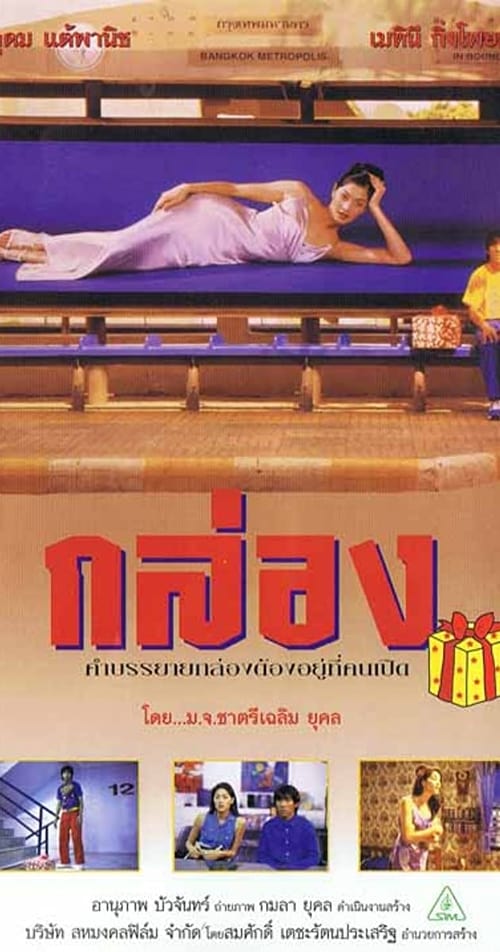 กรุงเทพมหานคร
BANGKOK METROPOLIS
อุดม แต้พานิช
เมทินี กิ่งโพยม
IN BOUND
กล่อง
คำบรรยายกล่องต้องอยู่ที่คนเปิด
โดย...ม.จ.ชาตรีเฉลิม ยุคล
12
อานุภาพ บัวจันทร์ ถ่ายภาพ กมลา ยุคล ดำเนินงานสร้าง
บริษัท สหมงคลฟิล์ม จำกัด โดยสมศักดิ์ เตชะรัตนประเสริฐ อำนวยการสร้าง